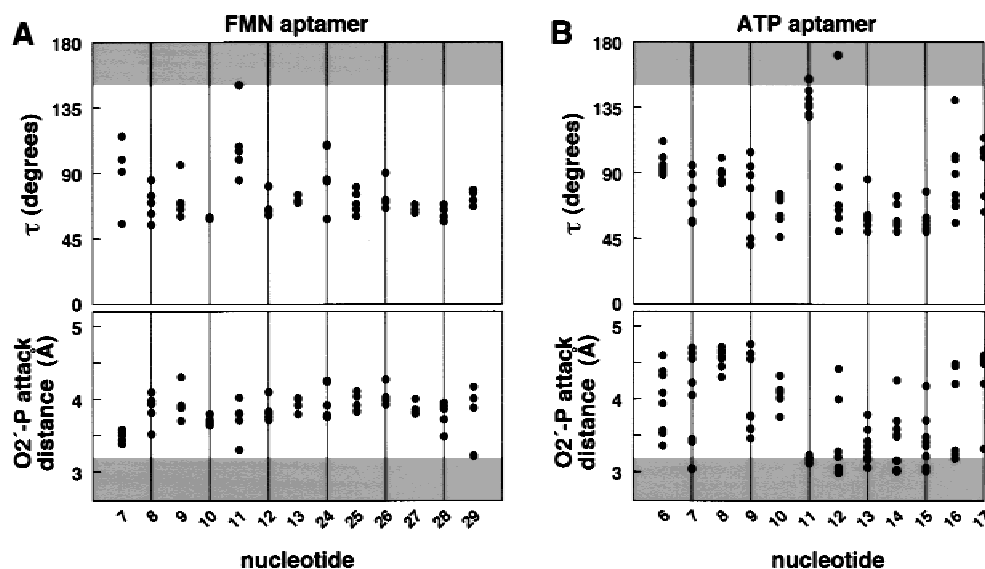 A FMN aptamer
180
135
90
45
0
τ (degrees)
5
4
3
O2´-P attack
distance (Å)
7 8 9 10 11 12 13 24 25 26 27 28 29
nucleotide
B ATP aptamer
180
135
90
45
0
τ (degrees)
5
4
3
O2´-P attack
distance (Å)
6 7 8 9 10 11 12 13 14 15 16 17
nucleotide